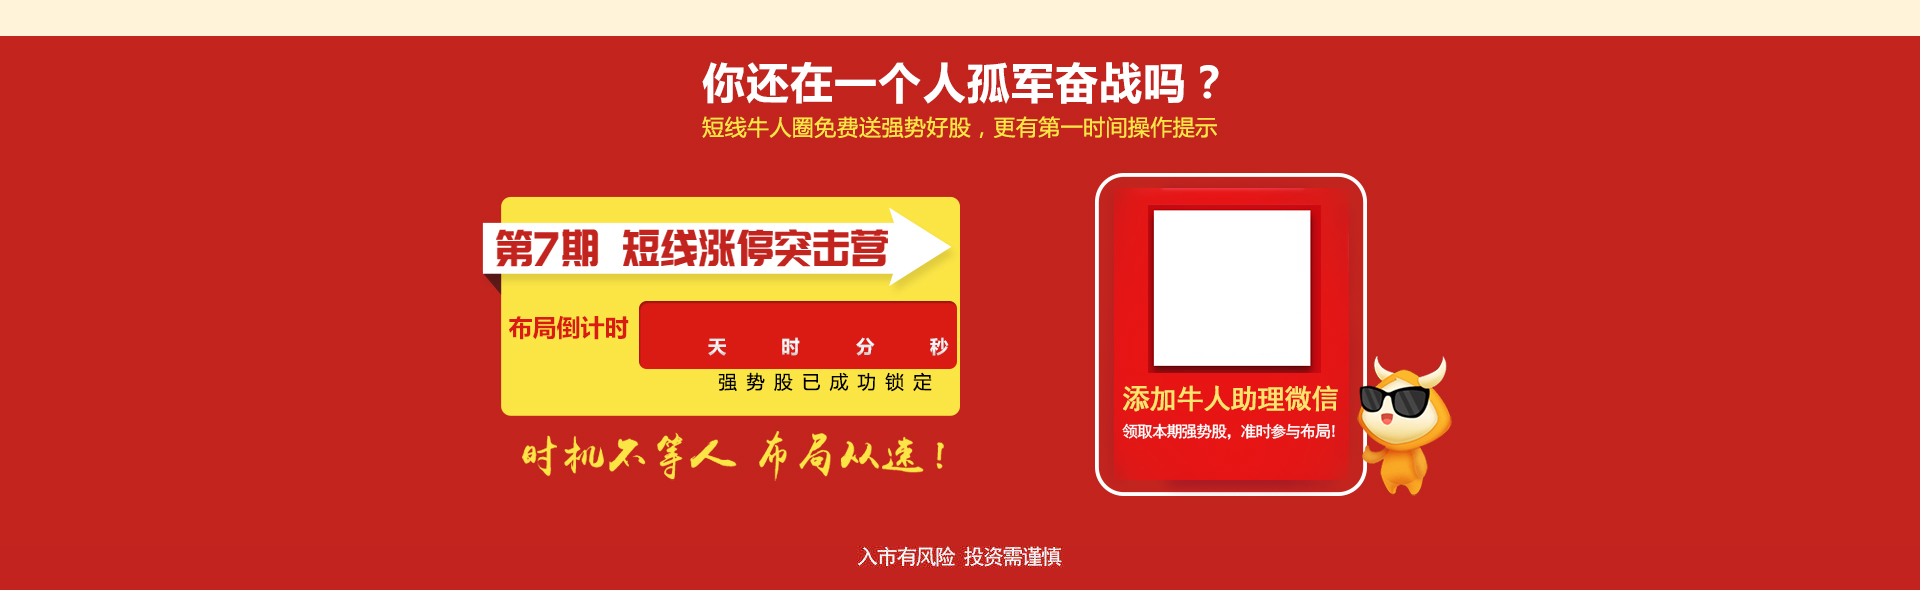 你还在一个人孤军奋战吗？
短线牛人圈免费送强势好股，更有第一时间操作提示
第7期 短线涨停突击营
布局倒计时
天 时 分 秒
强势股已成功锁定
时机不等人 布局从速！
添加牛人助理微信
领取本期强势股，准时参与布局!
入市有风险 投资需谨慎